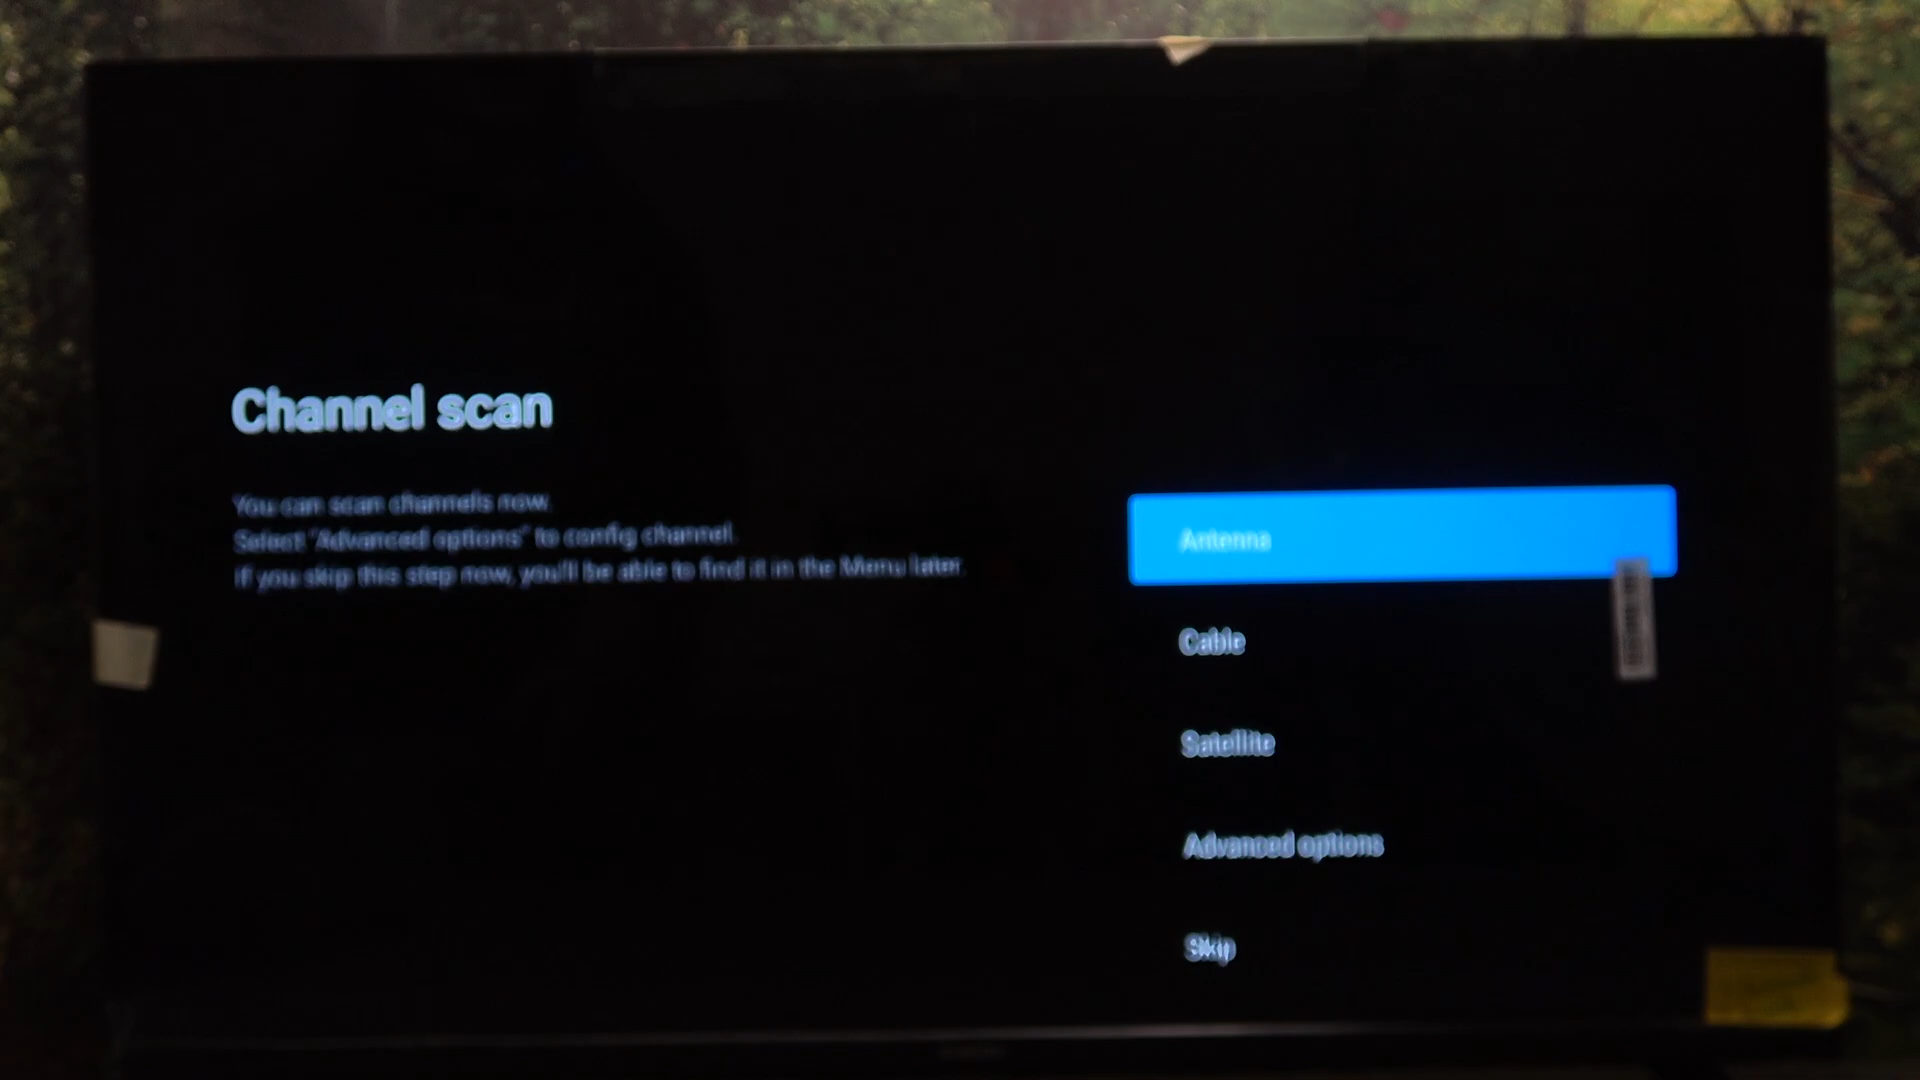 Channel scan
You can scan channels now.
Select "Advanced options" to config channel.
If you skip this step now, you'll be able to find it in the Menu later.
Antenna
Cable
Satellite
Advanced options
Skip